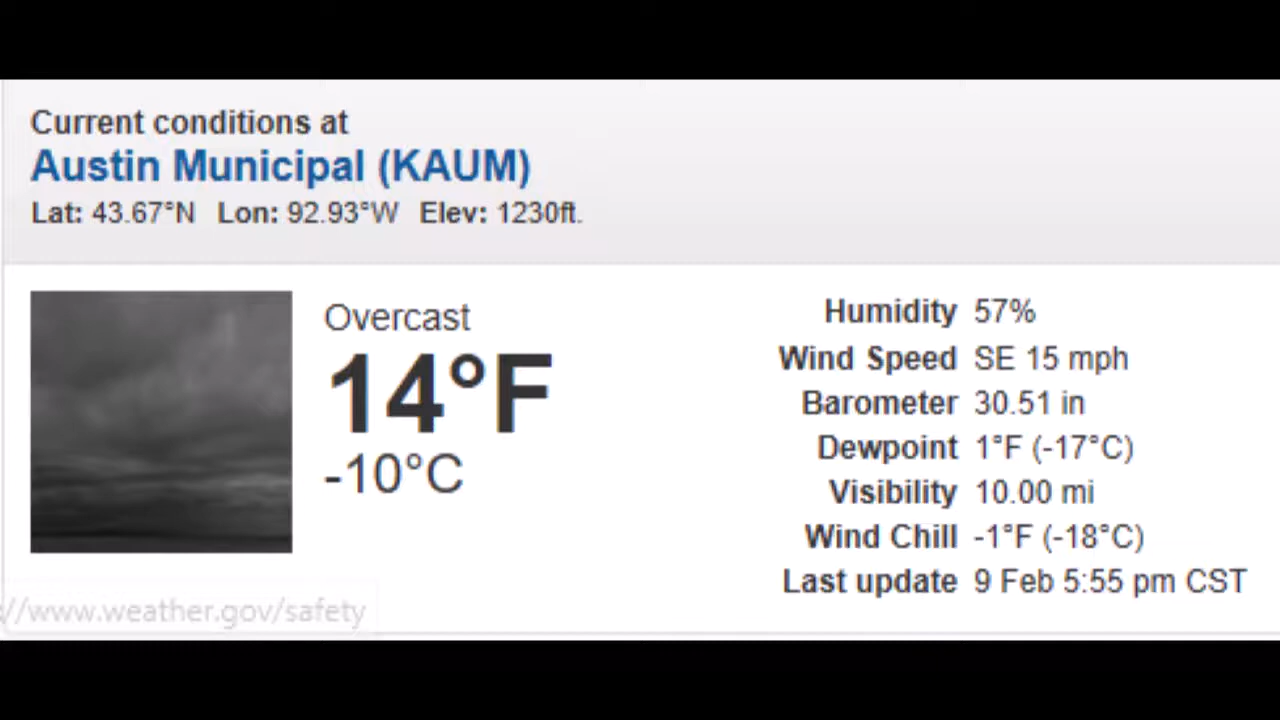 Current conditions at
Austin Municipal (KAUM)
Lat: 43.67°N Lon: 92.93°W Elev: 1230ft.
Overcast
14°F
-10°C
Humidity 57%
Wind Speed SE 15 mph
Barometer 30.51 in
Dewpoint 1°F (-17°C)
Visibility 10.00 mi
Wind Chill -1°F (-18°C)
Last update 9 Feb 5:55 pm CST
://www.weather.gov/safety